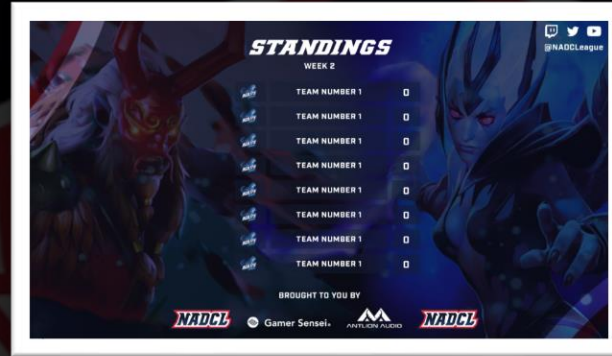 STANDINGS
WEEK 2
@NADCLeague
TEAM NUMBER 1 0
TEAM NUMBER 1 0
TEAM NUMBER 1 0
TEAM NUMBER 1 0
TEAM NUMBER 1 0
TEAM NUMBER 1 0
TEAM NUMBER 1 0
TEAM NUMBER 1 0
BROUGHT TO YOU BY
NADCL Gamer Sensei. ANTLION AUDIO NADCL